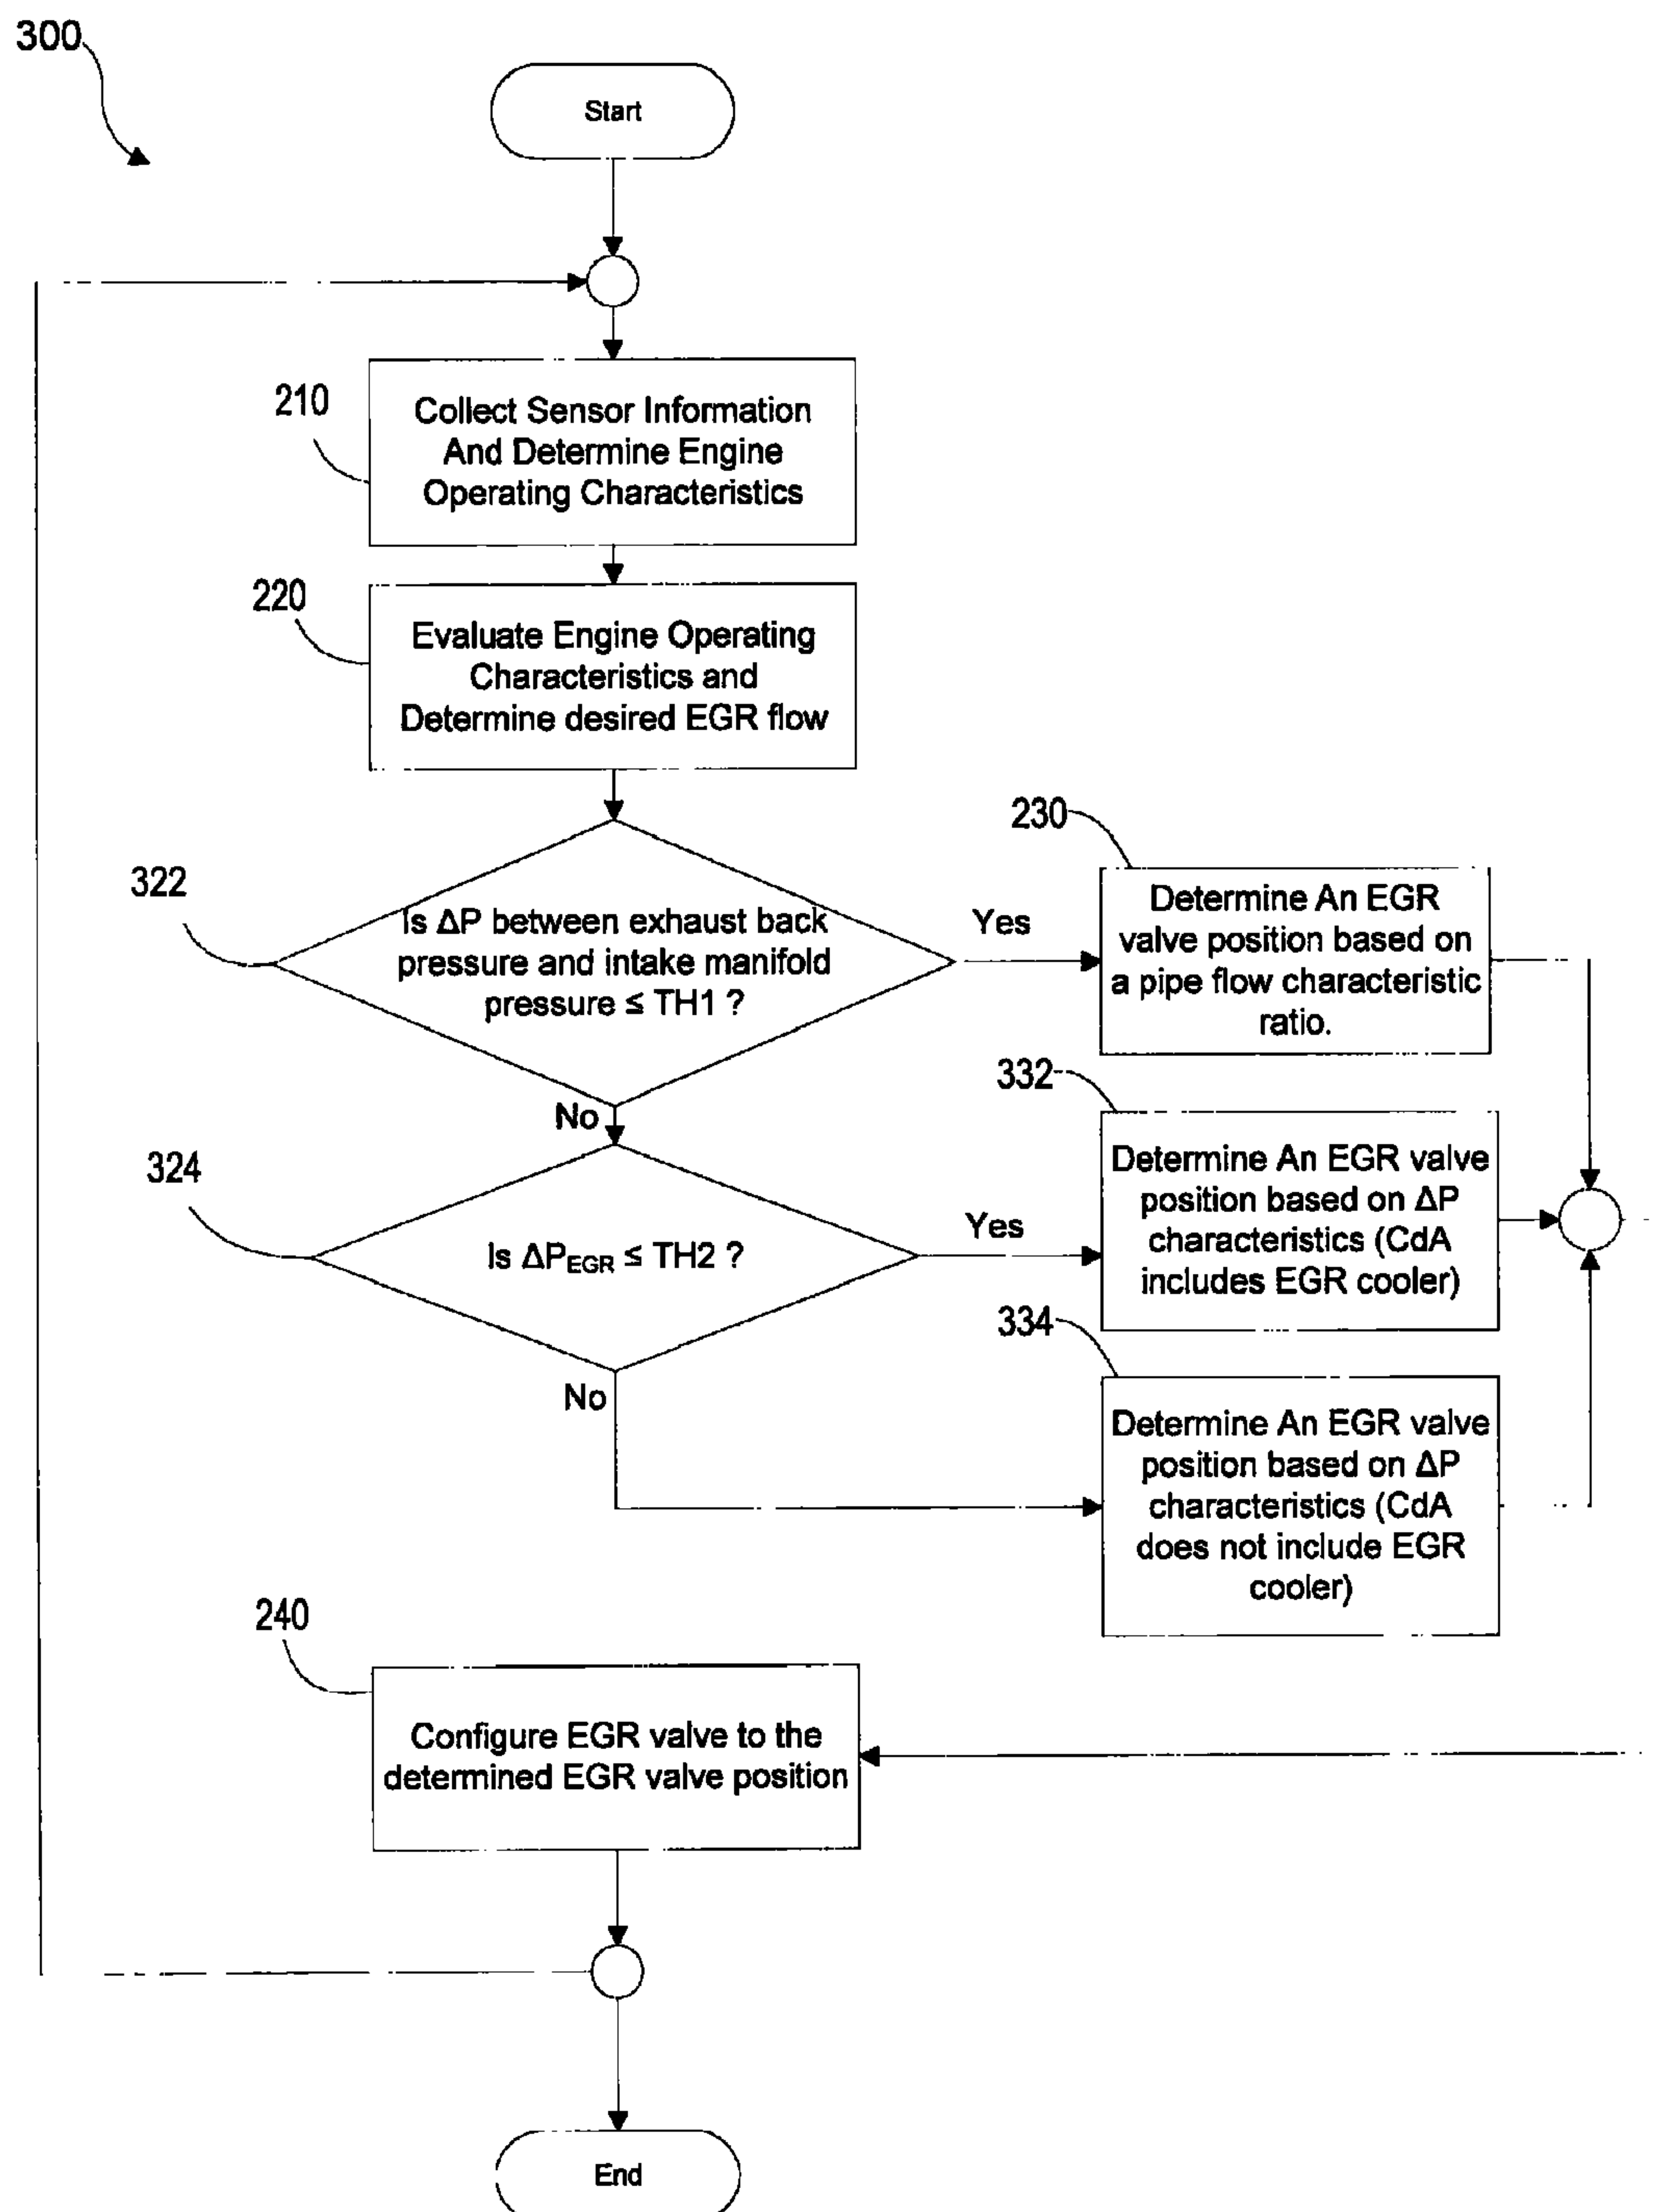 300
Start
210
Collect Sensor Information
And Determine Engine
Operating Characteristics
220
Evaluate Engine Operating
Characteristics and
Determine desired EGR flow
322
Is ΔP between exhaust back
pressure and intake manifold
pressure ≤ TH1 ?
Yes
230
Determine An EGR
valve position based on
a pipe flow characteristic
ratio.
No
324
Is ΔPEGR ≤ TH2 ?
Yes
332
Determine An EGR valve
position based on ΔP
characteristics (CdA
includes EGR cooler)
No
334
Determine An EGR valve
position based on ΔP
characteristics (CdA
does not include EGR
cooler)
240
Configure EGR valve to the
determined EGR valve position
End